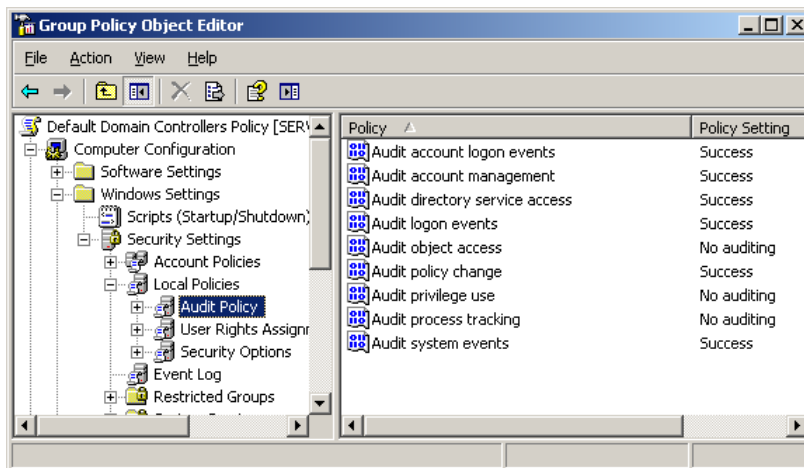 Group Policy Object Editor
File Action View Help
Default Domain Controllers Policy [SER
Computer Configuration
Software Settings
Windows Settings
Scripts (Startup/Shutdown)
Security Settings
Account Policies
Local Policies
Audit Policy
User Rights Assignr
Security Options
Event Log
Restricted Groups
Policy Policy Setting
Audit account logon events Success
Audit account management Success
Audit directory service access Success
Audit logon events Success
Audit object access No auditing
Audit policy change Success
Audit privilege use No auditing
Audit process tracking No auditing
Audit system events Success